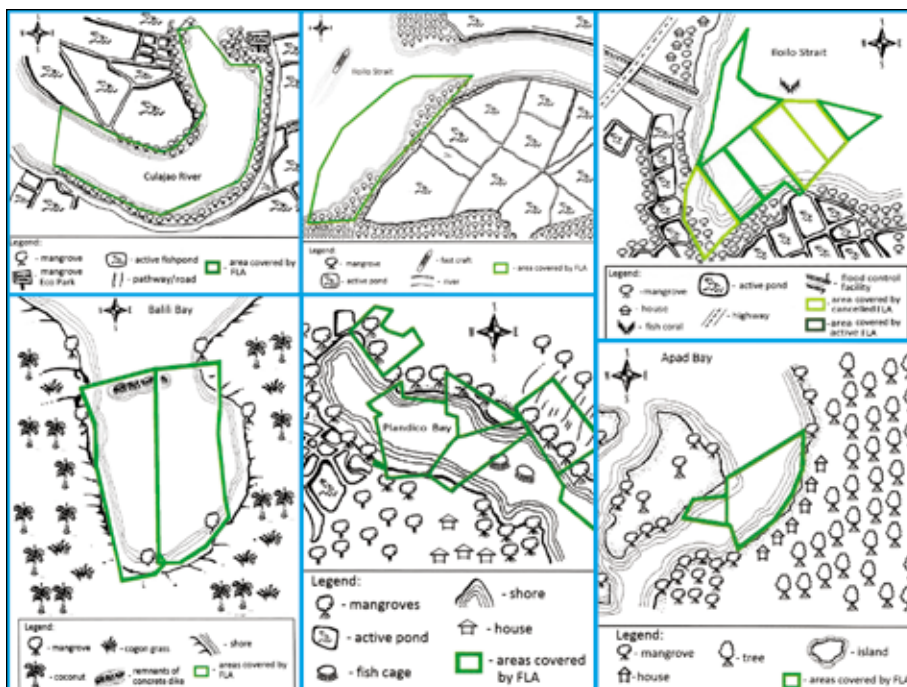 Culajao River
Legend:
- mangrove
- mangrove Eco Park
- active fishpond
- pathway/road
- area covered by FLA
Iloilo Strait
Legend:
- mangrove
- active pond
- fast craft
- river
- area covered by FLA
Iloilo Strait
Legend:
- mangrove
- house
- fish coral
- active pond
- highway
- flood control facility
- area covered by cancelled FLA
- area covered by active FLA
Balili Bay
Legend:
- mangrove
- coconut
- cogon grass
- remnants of concrete dike
- shore
- areas covered by FLA
Plandico Bay
Legend:
- mangroves
- active pond
- fish cage
- shore
- house
- areas covered by FLA
Apad Bay
Legend:
- mangrove
- house
- tree
- island
- areas covered by FLA